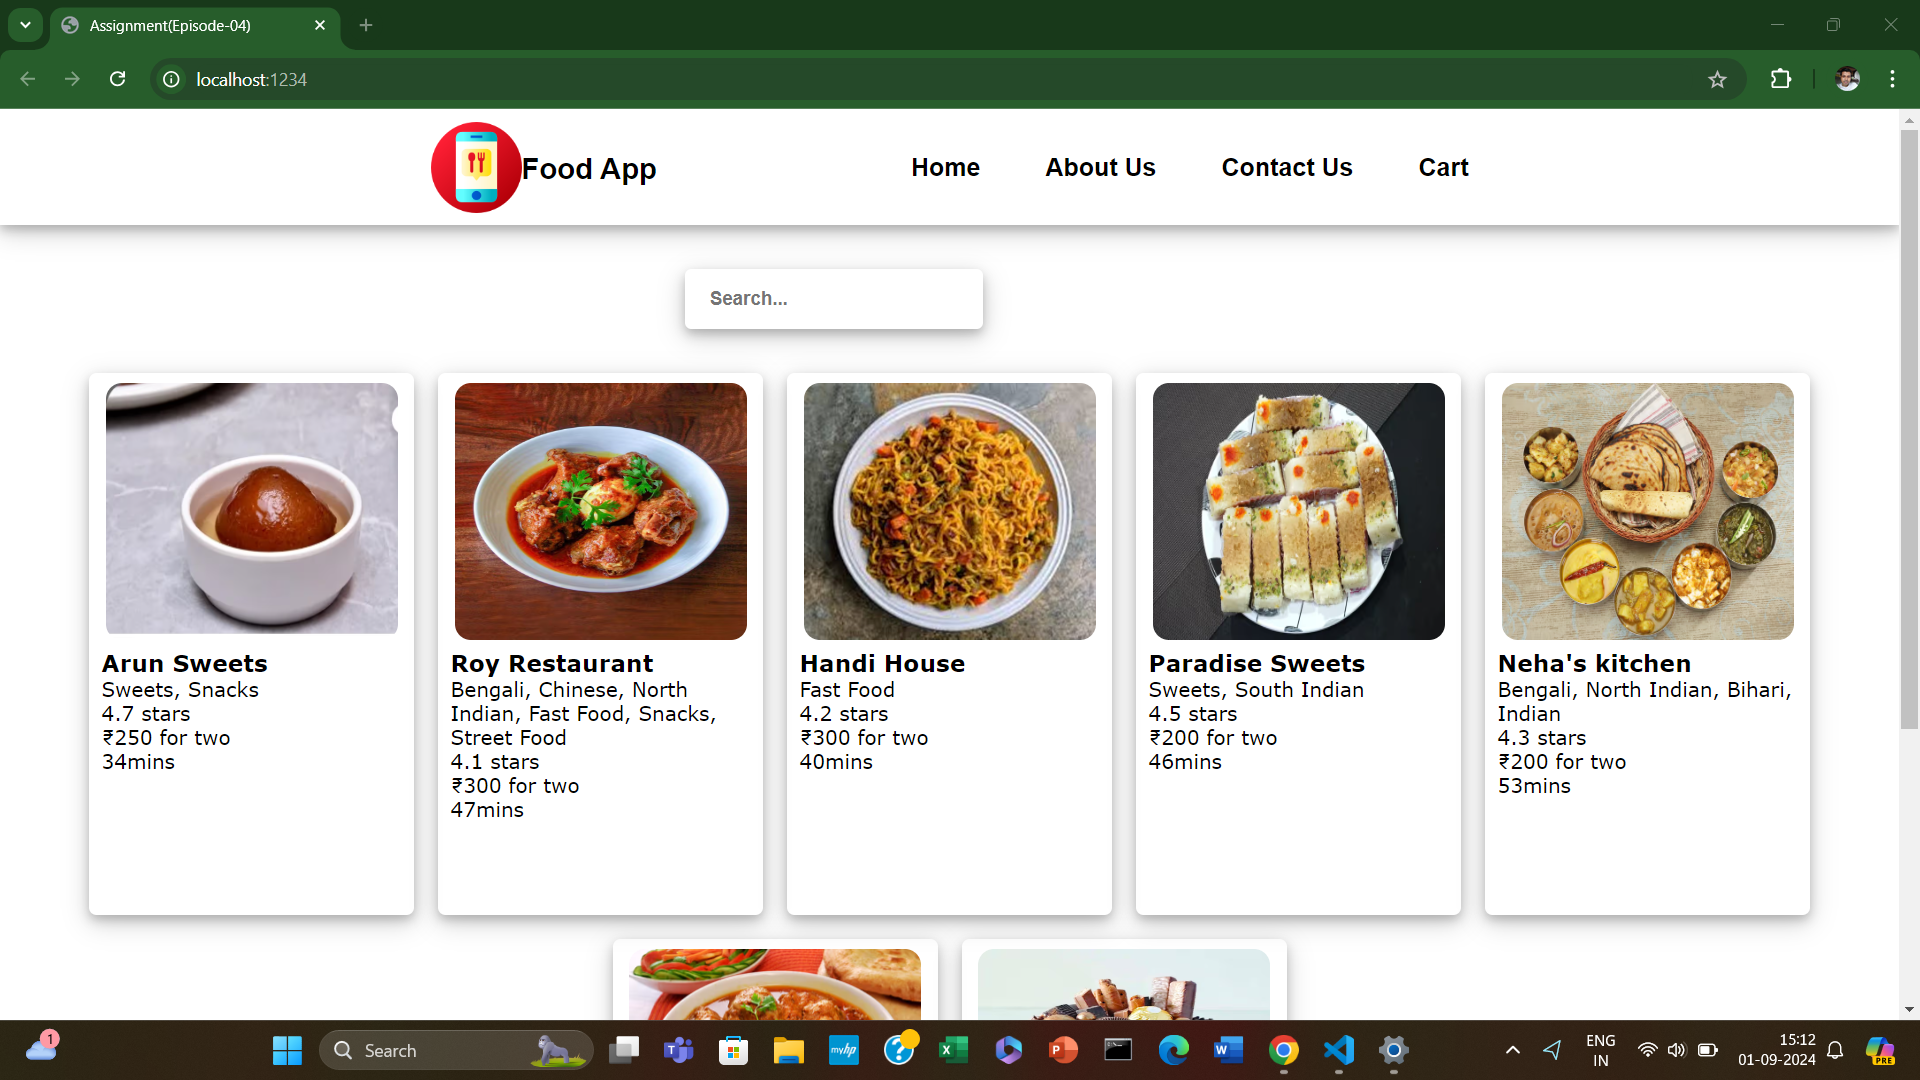 Assignment(Episode-04)
localhost:1234
Food App
Home
About Us
Contact Us
Cart
Search...
Arun Sweets
Sweets, Snacks
4.7 stars
₹250 for two
34mins
Roy Restaurant
Bengali, Chinese, North
Indian, Fast Food, Snacks,
Street Food
4.1 stars
₹300 for two
47mins
Handi House
Fast Food
4.2 stars
₹300 for two
40mins
Paradise Sweets
Sweets, South Indian
4.5 stars
₹200 for two
46mins
Neha's kitchen
Bengali, North Indian, Bihari,
Indian
4.3 stars
₹200 for two
53mins
1
Search
myhp
ENG
IN
15:12
01-09-2024
PRE